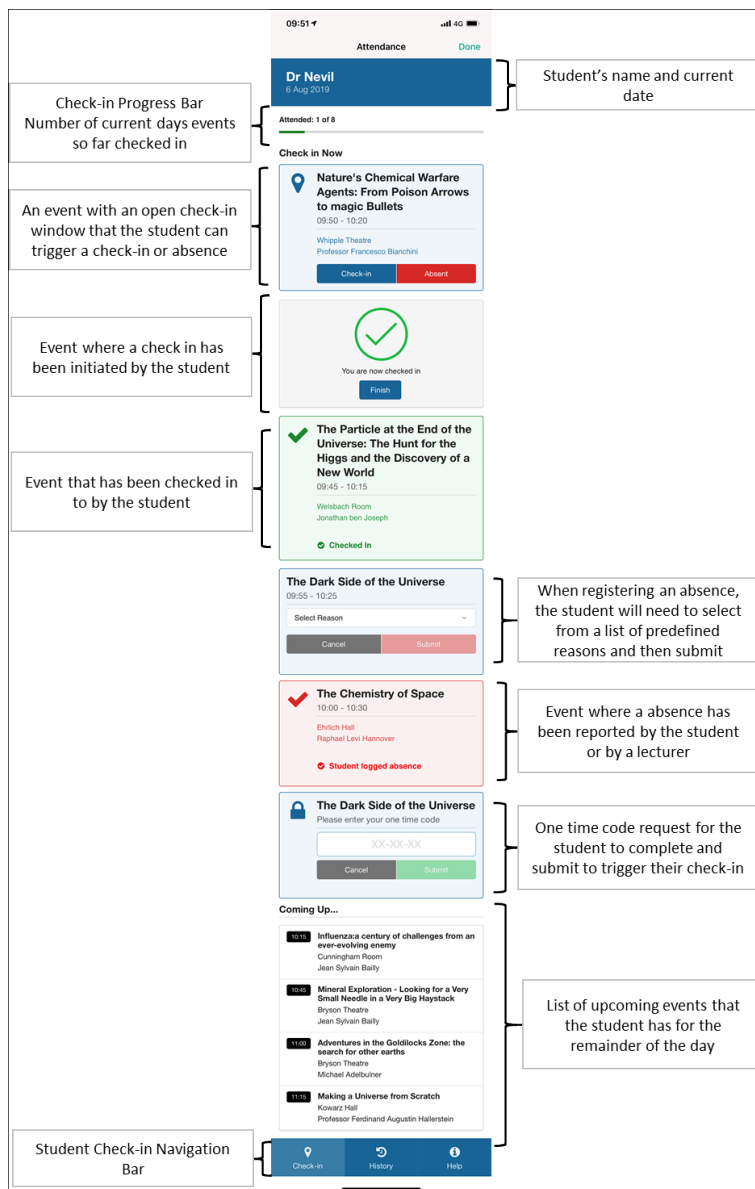 09:51
4G
Attendance
Done
Dr Nevil
6 Aug 2019
Student's name and current
date
Check-in Progress Bar
Number of current days events
so far checked in
Attended: 1 of 8
Check in Now
An event with an open check-in
window that the student can
trigger a check-in or absence
Nature's Chemical Warfare
Agents: From Poison Arrows
to magic Bullets
09:50 - 10:20
Whipple Theatre
Professor Francesco Bianchini
Check-in
Absent
Event where a check in has
been initiated by the student
You are now checked in
Finish
Event that has been checked in
to by the student
The Particle at the End of the
Universe: The Hunt for the
Higgs and the Discovery of a
New World
09:45 - 10:15
Welsbach Room
Jonathan ben Joseph
Checked In
The Dark Side of the Universe
09:55 - 10:25
Select Reason
Cancel
Submit
When registering an absence,
the student will need to select
from a list of predefined
reasons and then submit
The Chemistry of Space
10:00 - 10:30
Ehrlich Hall
Raphael Levi Hannover
Student logged absence
Event where a absence has
been reported by the student
or by a lecturer
The Dark Side of the Universe
Please enter your one time code
XX-XX-XX
Cancel
Submit
One time code request for the
student to complete and
submit to trigger their check-in
Coming Up...
10:15
Influenza:a century of challenges from an
ever-evolving enemy
Cunningham Room
Jean Sylvain Bailly
10:45
Mineral Exploration - Looking for a Very
Small Needle in a Very Big Haystack
Bryson Theatre
Jean Sylvain Bailly
11:00
Adventures in the Goldilocks Zone: the
search for other earths
Bryson Theatre
Michael Adelbulner
11:15
Making a Universe from Scratch
Kowarz Hall
Professor Ferdinand Augustin Hallerstein
List of upcoming events that
the student has for the
remainder of the day
Student Check-in Navigation
Bar
Check-in
History
Help